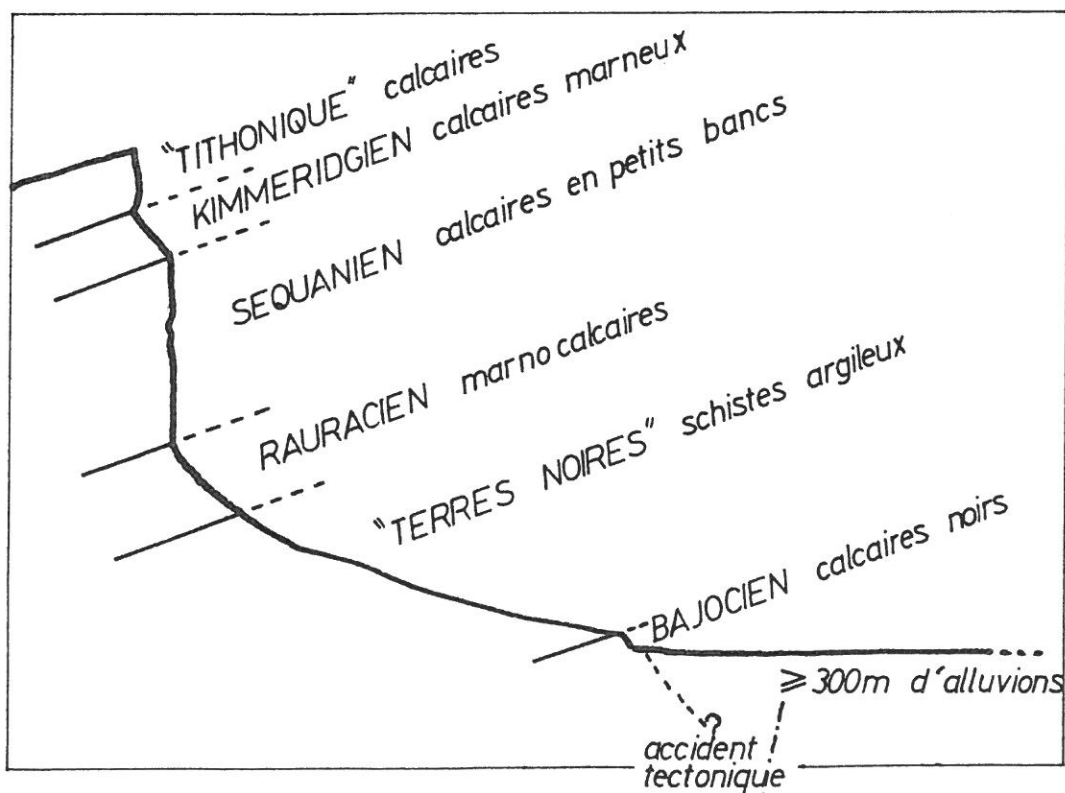 "TITHONIQUE" calcaires
KIMMERIDGIEN calcaires marneux
SEQUANIEN calcaires en petits bancs
RAURACIEN marno calcaires
"TERRES NOIRES" schistes argileux
BAJOCIEN calcaires noirs
≥300m d'alluvions
?
accident
tectonique